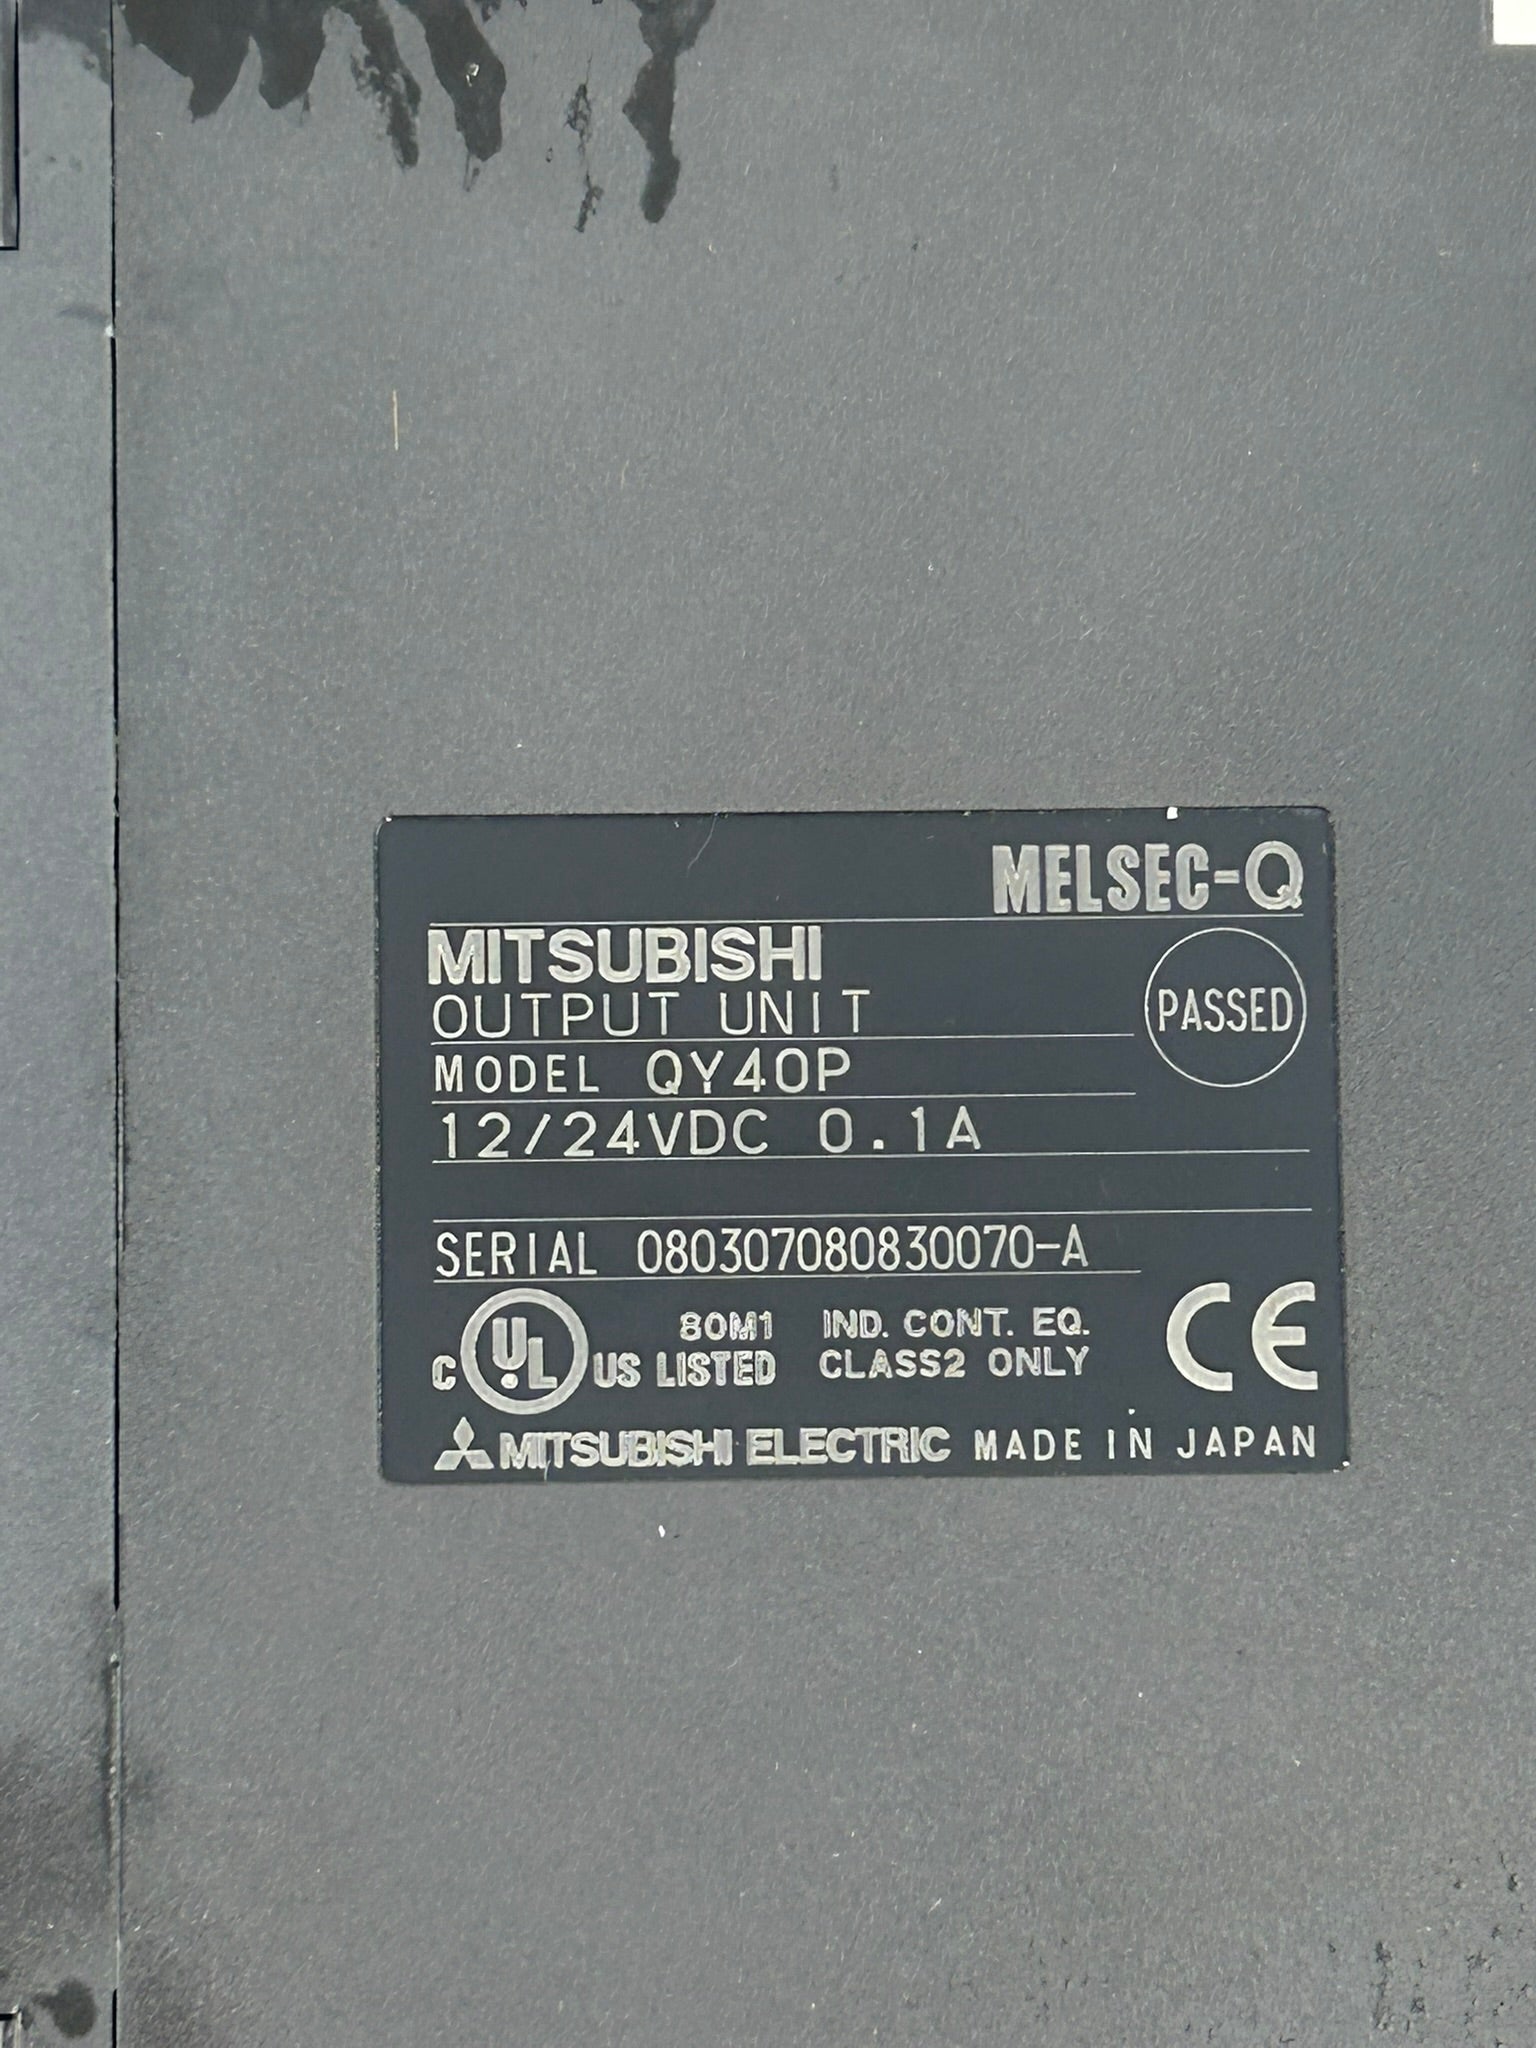 MELSEC-Q
MITSUBISHI
OUTPUT UNIT
PASSED
MODEL QY40P
12/24VDC 0.1A
SERIAL 080307080830070-A
C UL US LISTED 80M1 IND. CONT. EQ.
CLASS2 ONLY
CE
MITSUBISHI ELECTRIC MADE IN JAPAN